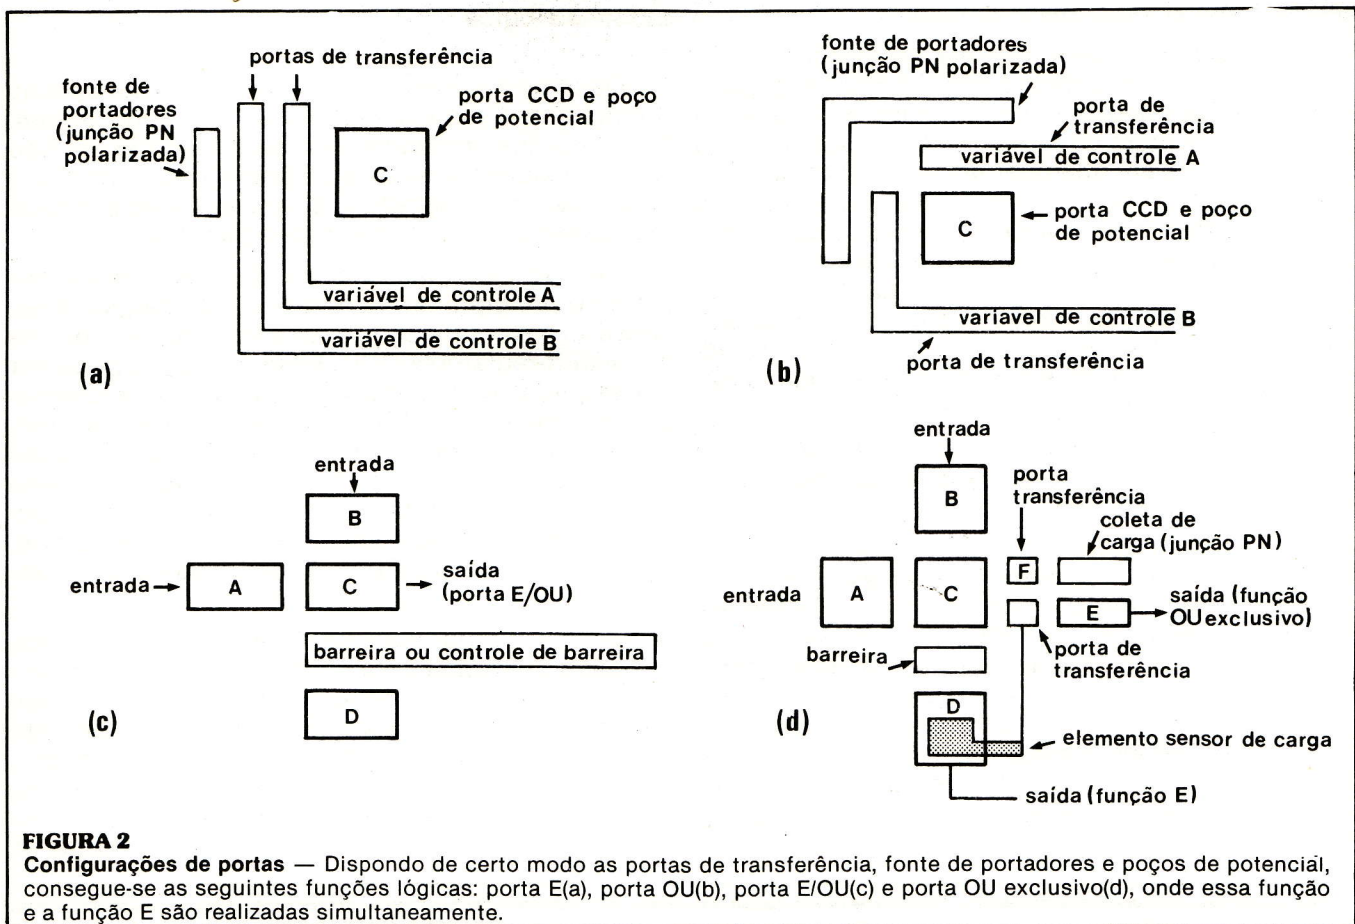 portas de transferência
fonte de
portadores
(junção PN
polarizada)
porta CCD e poço
de potencial
C
variável de controle A
variável de controle B
(a)
fonte de portadores
(junção PN polarizada)
porta de
transferência
variável de controle A
porta CCD e poço
de potencial
C
variavel de controle B
porta de transferência
(b)
entrada
B
entrada
A
C
saída
(porta E/OU)
barreira ou controle de barreira
D
(c)
entrada
B
porta
transferência
coleta de
carga (junção PN)
F
entrada
A
C
E
saída (função
OU exclusivo)
barreira
porta de
transferência
D
elemento sensor de carga
saída (função E)
(d)
FIGURA 2
Configurações de portas — Dispondo de certo modo as portas de transferência, fonte de portadores e poços de potencial,
consegue-se as seguintes funções lógicas: porta E(a), porta OU(b), porta E/OU(c) e porta OU exclusivo(d), onde essa função
e a função E são realizadas simultaneamente.